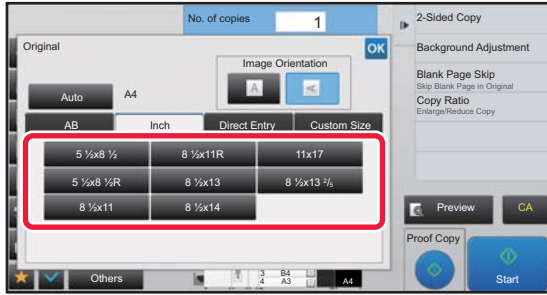 No. of copies 1
Original
OK
Image Orientation
A A
Auto A4
AB Inch Direct Entry Custom Size
5 ½x8 ½ 8 ½x11R 11x17
5 ½x8 ½R 8 ½x13 8 ½x13 ²/₅
8 ½x11 8 ½x14
Others
3 B4
4 A3
A4
2-Sided Copy
Background Adjustment
Blank Page Skip
Skip Blank Page in Original
Copy Ratio
Enlarge/Reduce Copy
Preview CA
Proof Copy
Start